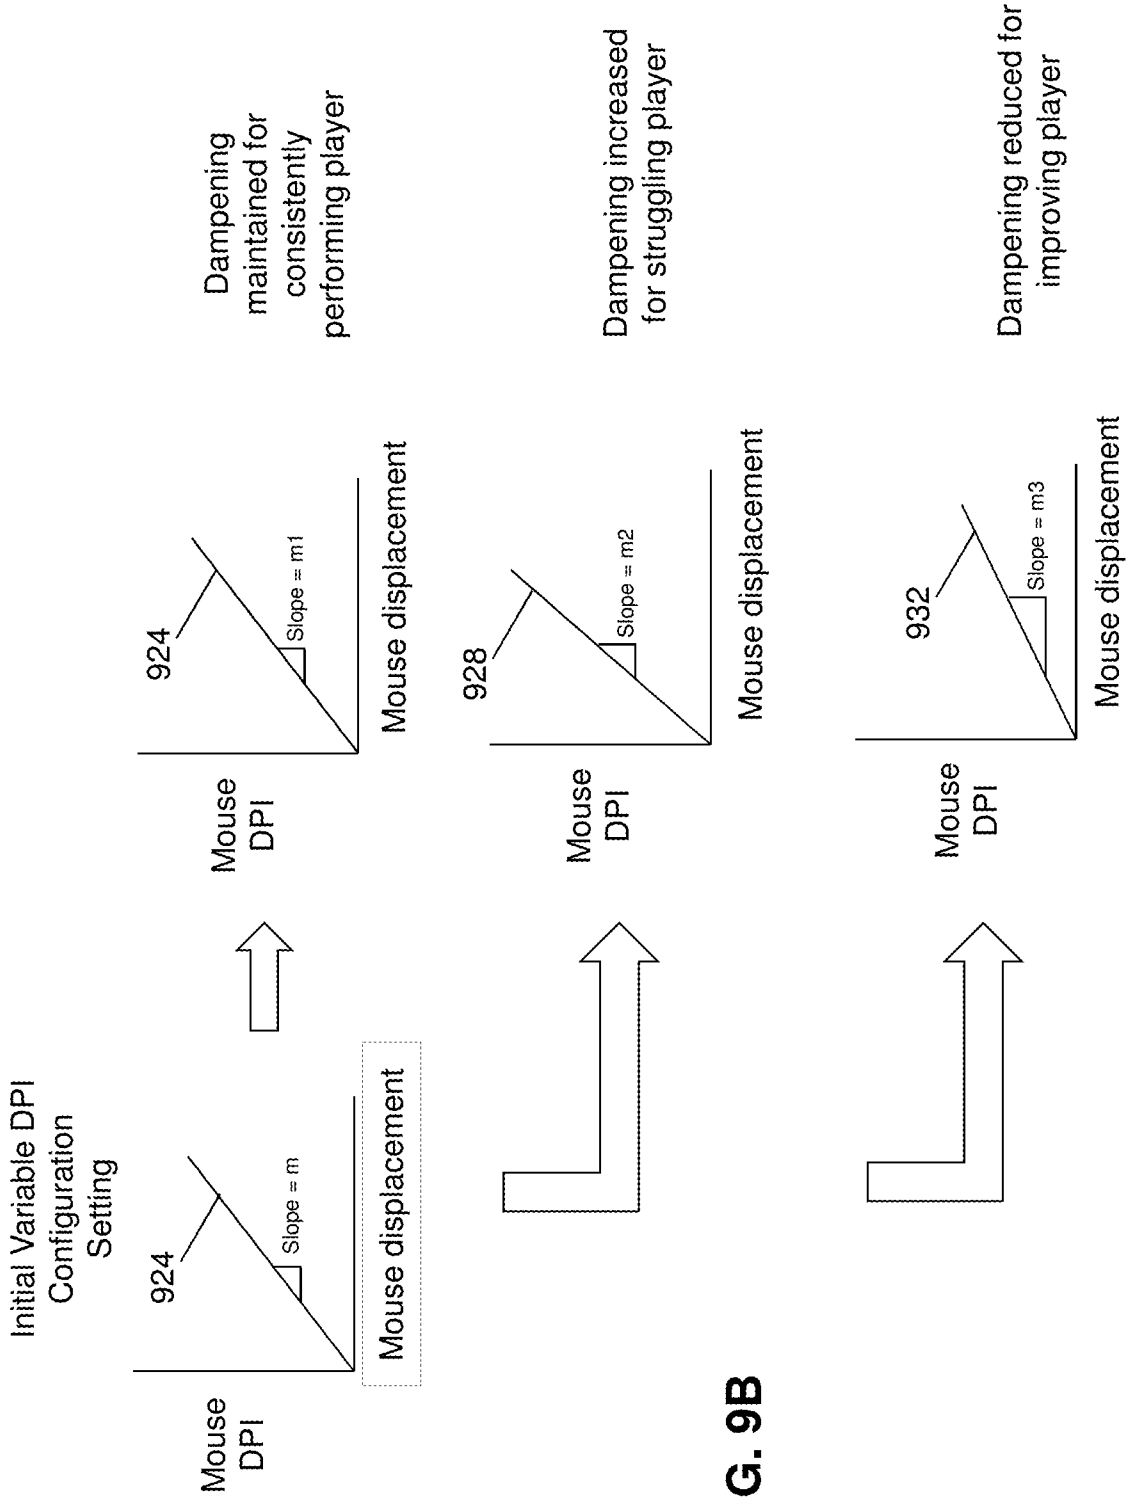 Initial Variable DPI
Configuration
Setting
924
Slope = m
Mouse
DPI
Mouse displacement
924
Slope = m1
Mouse
DPI
Mouse displacement
Dampening
maintained for
consistently
performing player
928
Slope = m2
Mouse
DPI
Mouse displacement
Dampening increased
for struggling player
932
Slope = m3
Mouse
DPI
Mouse displacement
Dampening reduced for
improving player
G. 9B